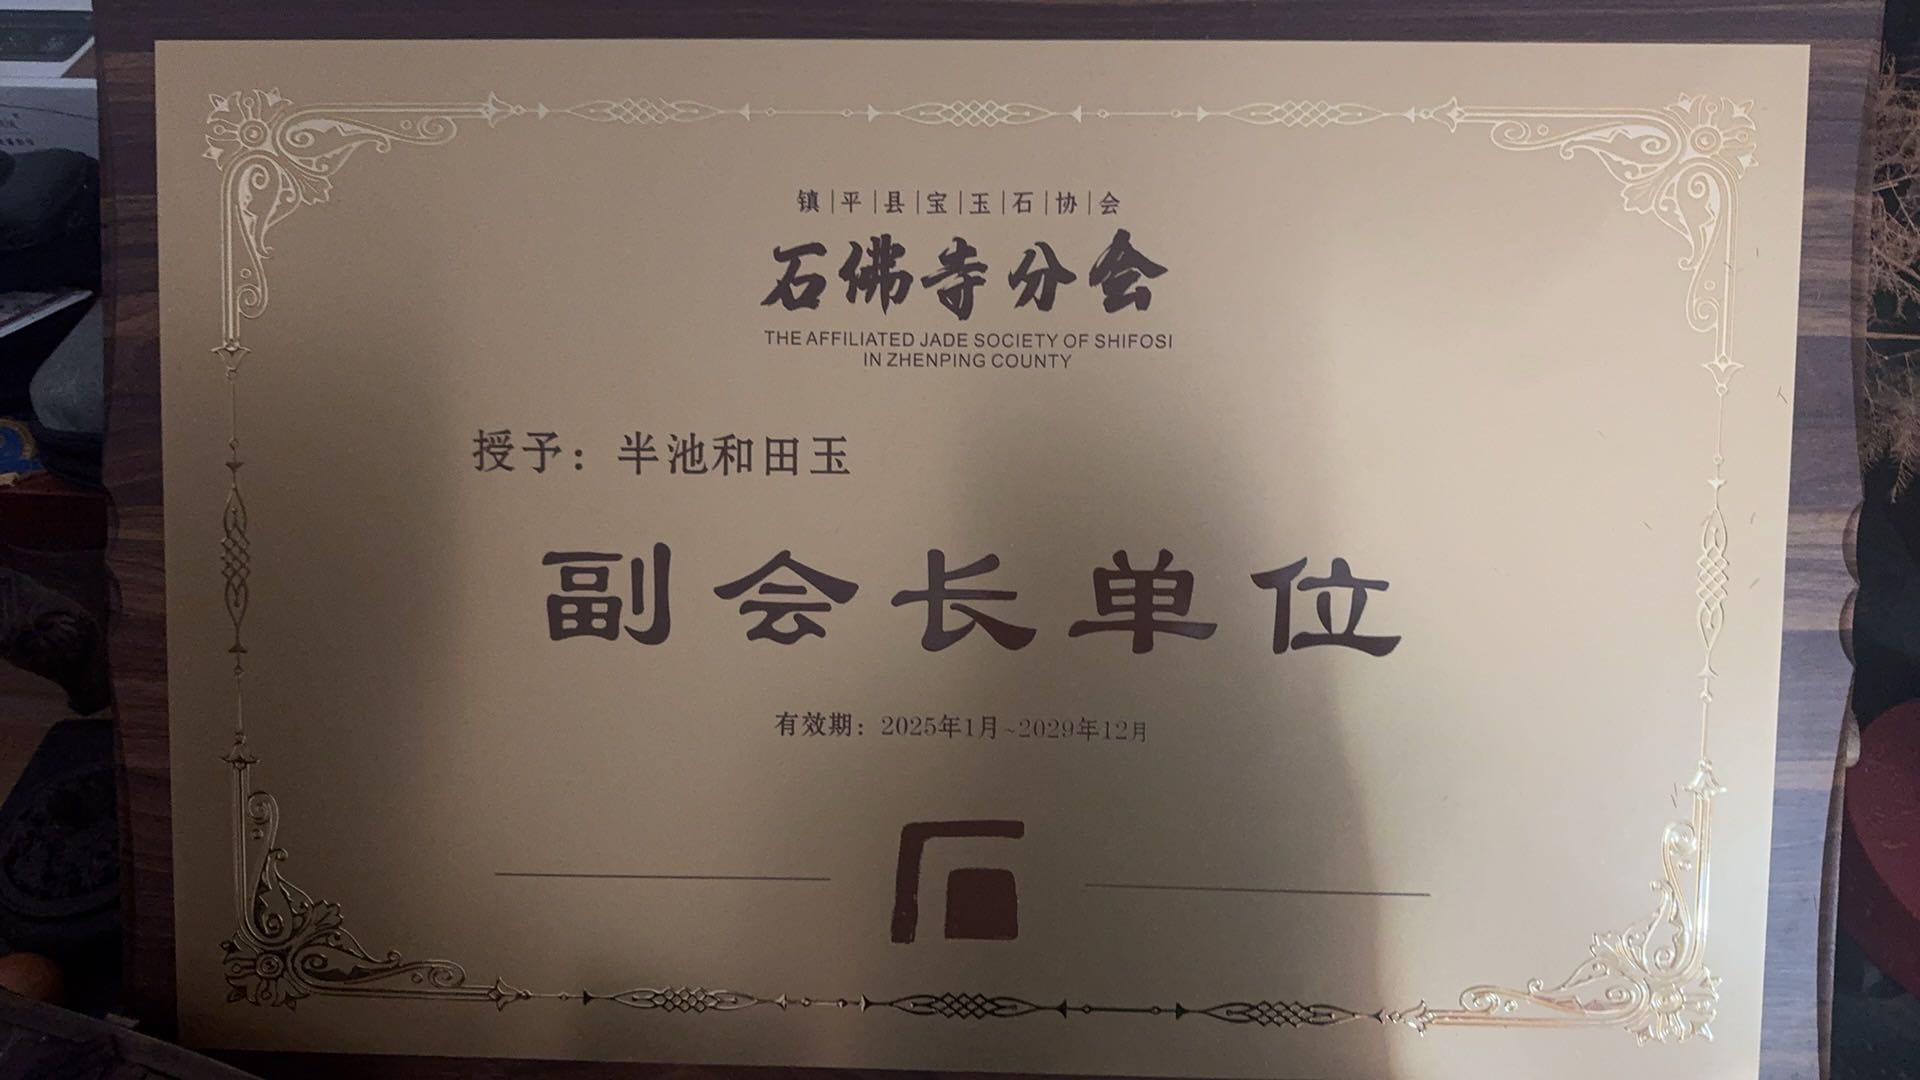 镇|平|县|宝|玉|石|协|会
石佛寺分会
THE AFFILIATED JADE SOCIETY OF SHIFOSI
IN ZHENPING COUNTY
授予：半池和田玉
副会长单位
有效期：2025年1月~2029年12月